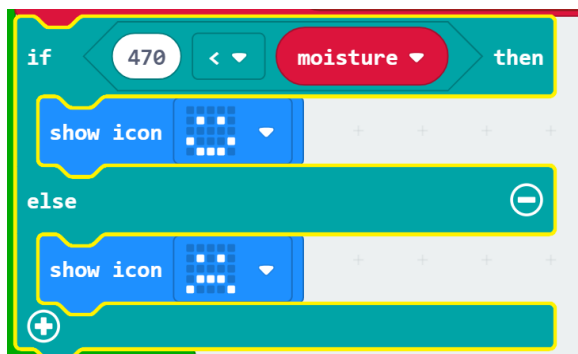 if 470 < moisture then
show icon
else
show icon